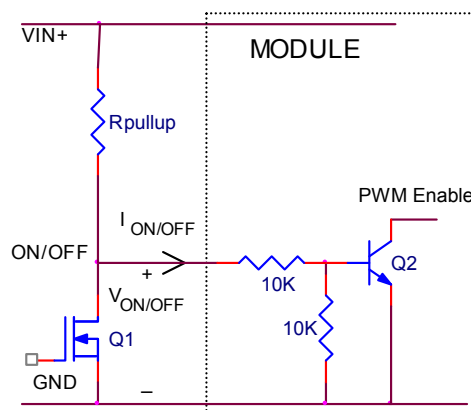 VIN+
MODULE
Rpullup
PWM Enable
I ON/OFF
ON/OFF
+
Q2
10K
V ON/OFF
10K
Q1
GND
–